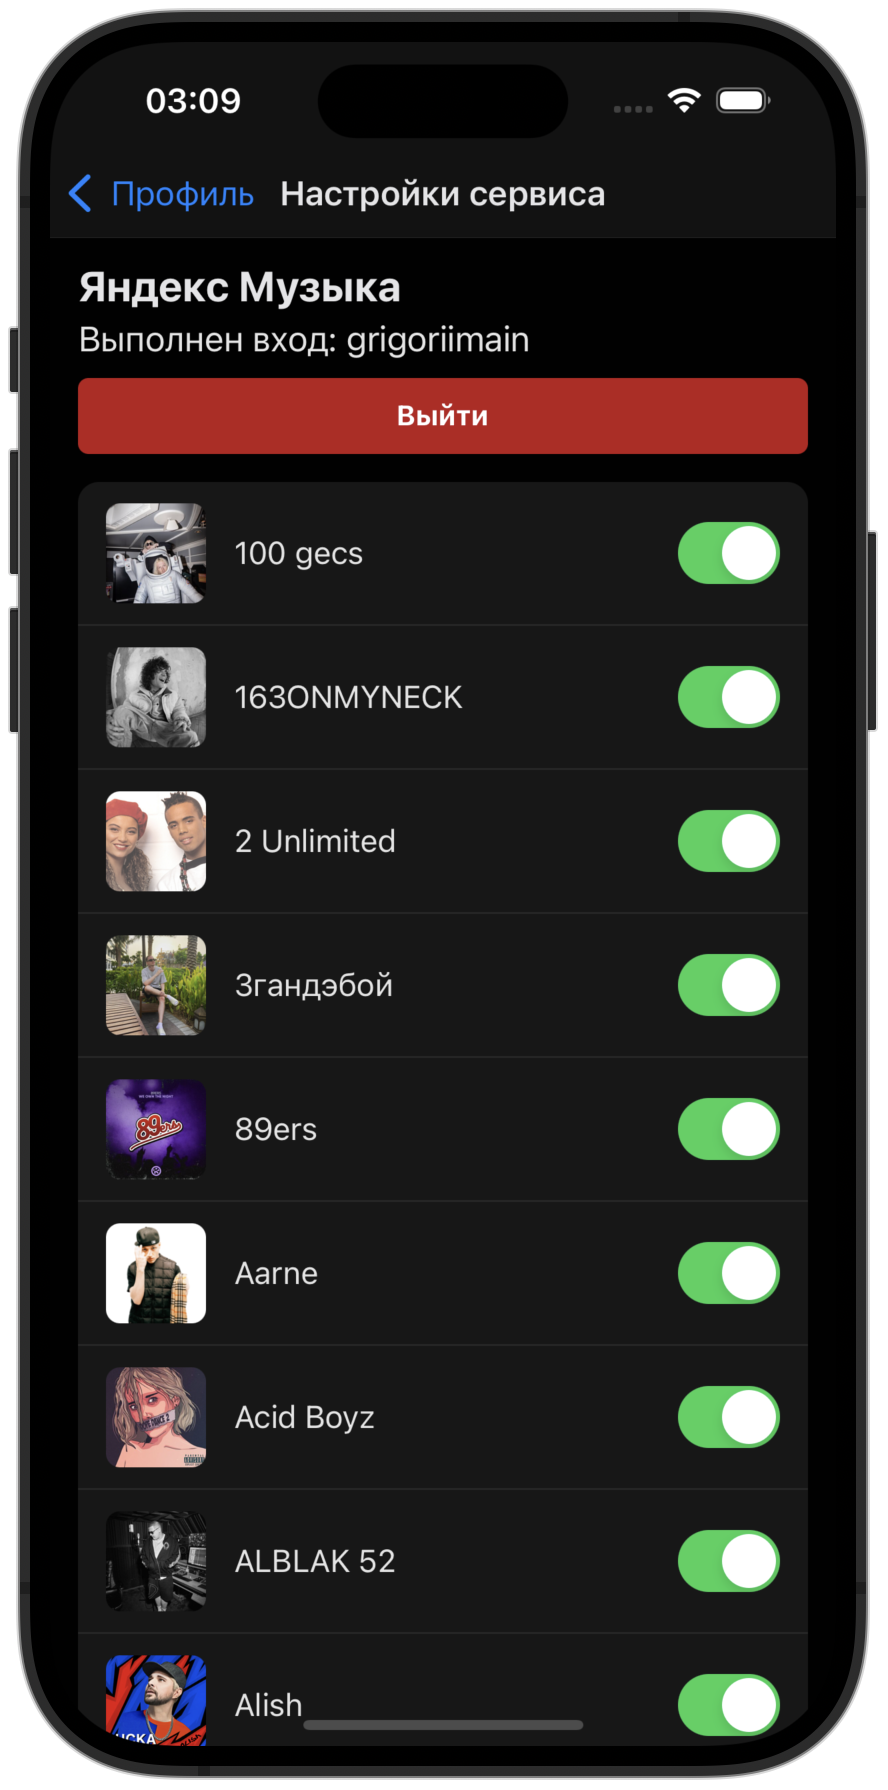 03:09
Профиль Настройки сервиса
Яндекс Музыка
Выполнен вход: grigoriimain
Выйти
100 gecs
163ONMYNECK
2 Unlimited
3гандэбой
89ers
89ers
Aarne
Acid Boyz
ALBLAK 52
Alish